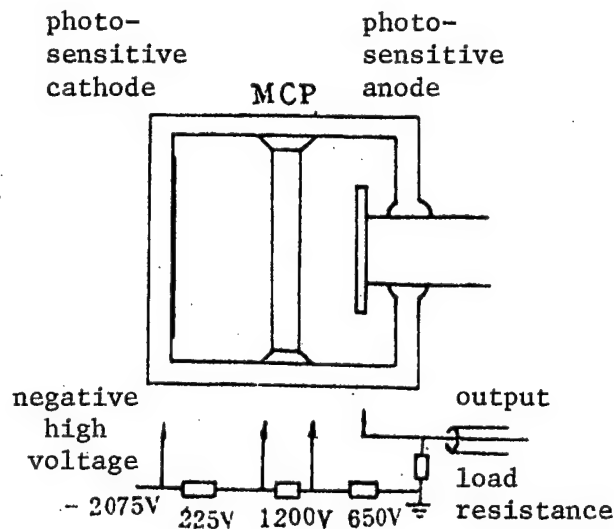 photo-
sensitive
cathode
MCP
photo-
sensitive
anode
negative
high
voltage
output
load
resistance
- 2075V
225V
1200V
650V